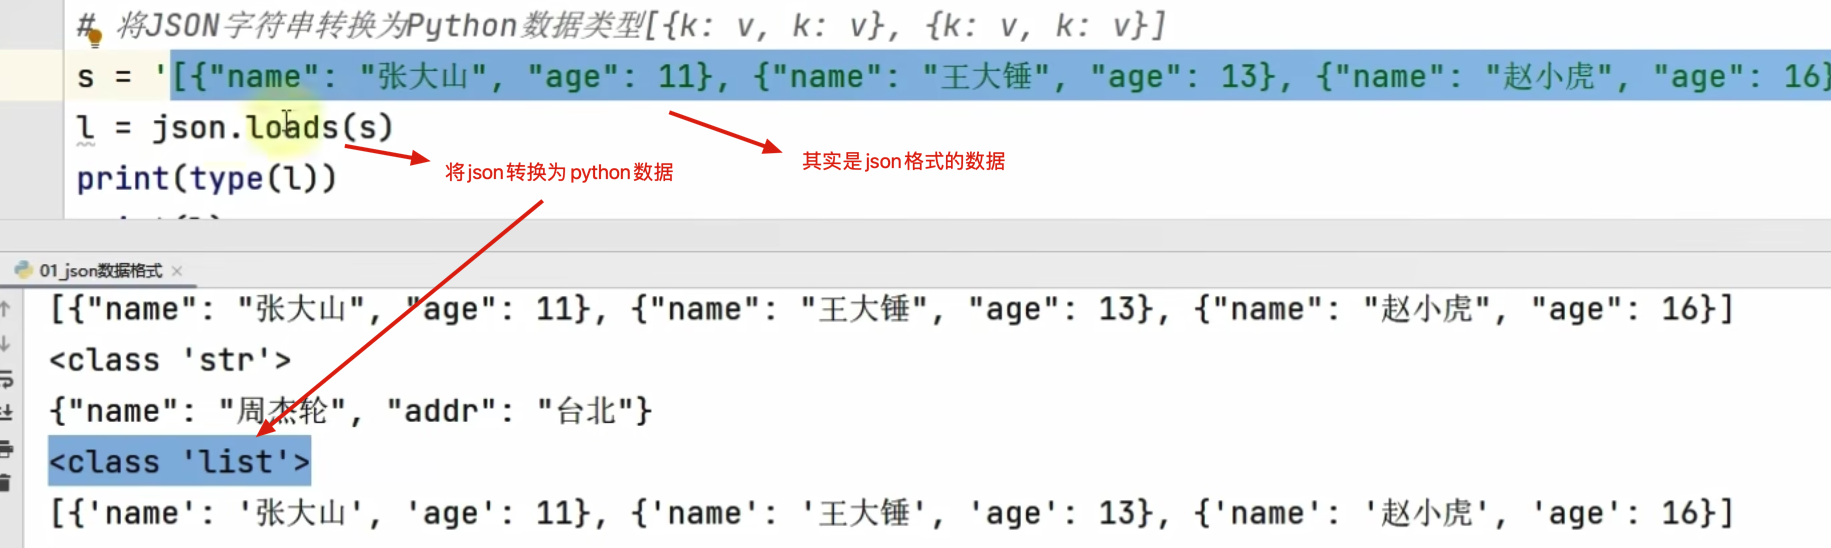 # 将JSON字符串转换为Python数据类型[{k: v, k: v}, {k: v, k: v}]
s = '[{"name": "张大山", "age": 11}, {"name": "王大锤", "age": 13}, {"name": "赵小虎", "age": 16}
l = json.loads(s)
将json转换为python数据
其实是json格式的数据
print(type(l))
01_json数据格式
[{"name": "张大山", "age": 11}, {"name": "王大锤", "age": 13}, {"name": "赵小虎", "age": 16}]
<class 'str'>
{"name": "周杰轮", "addr": "台北"}
<class 'list'>
[{'name': '张大山', 'age': 11}, {'name': '王大锤', 'age': 13}, {'name': '赵小虎', 'age': 16}]